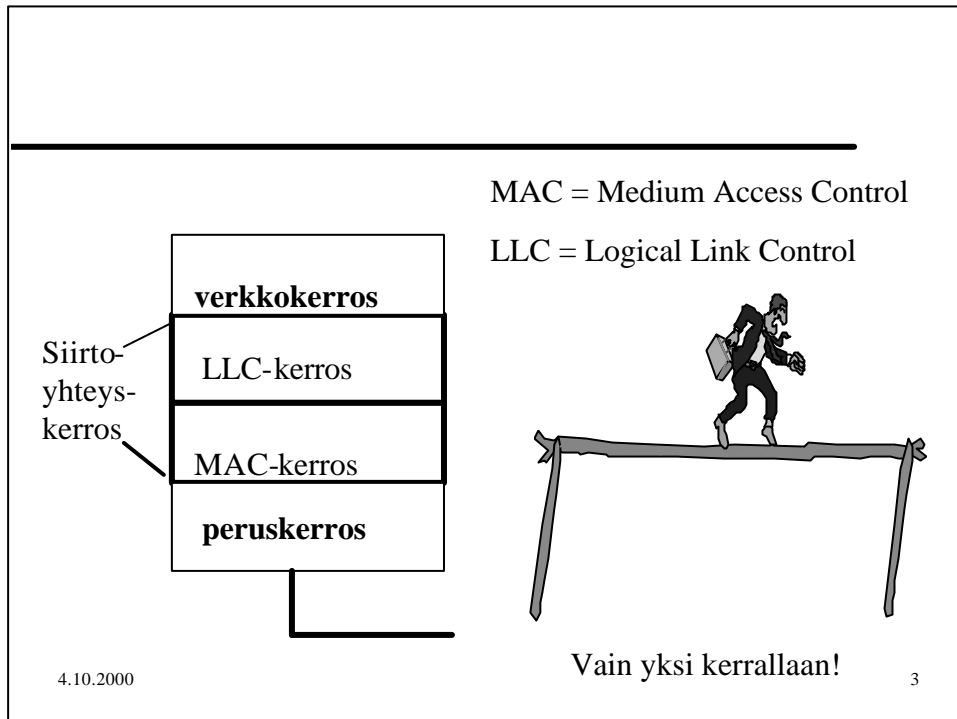 MAC = Medium Access Control
LLC = Logical Link Control
verkkokerros
Siirto-
yhteys-
kerros
LLC-kerros
MAC-kerros
peruskerros
Vain yksi kerrallaan!
4.10.2000
3